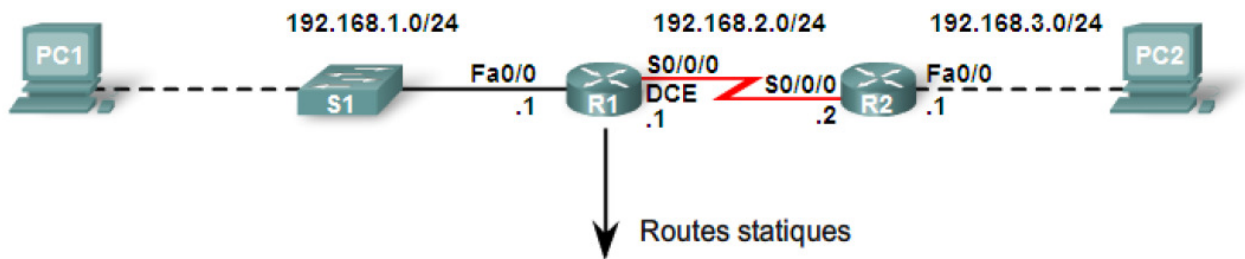 192.168.1.0/24
192.168.2.0/24
192.168.3.0/24
PC1
S1
Fa0/0
.1
R1
S0/0/0
DCE
.1
S0/0/0
.2
R2
Fa0/0
.1
PC2
Routes statiques